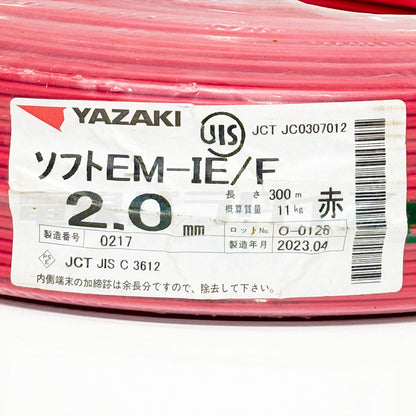 YAZAKI
JIS
JCT JC0307012
ソフトEM-IE/F
2.0 mm
長さ 300m
概算質量 11kg
赤
製造番号 0217
ロットNo. O-0126
製造年月 2023.04
PS E
JCT JIS C 3612
内側端末の加締跡は余長分ですので、除去して下さい。